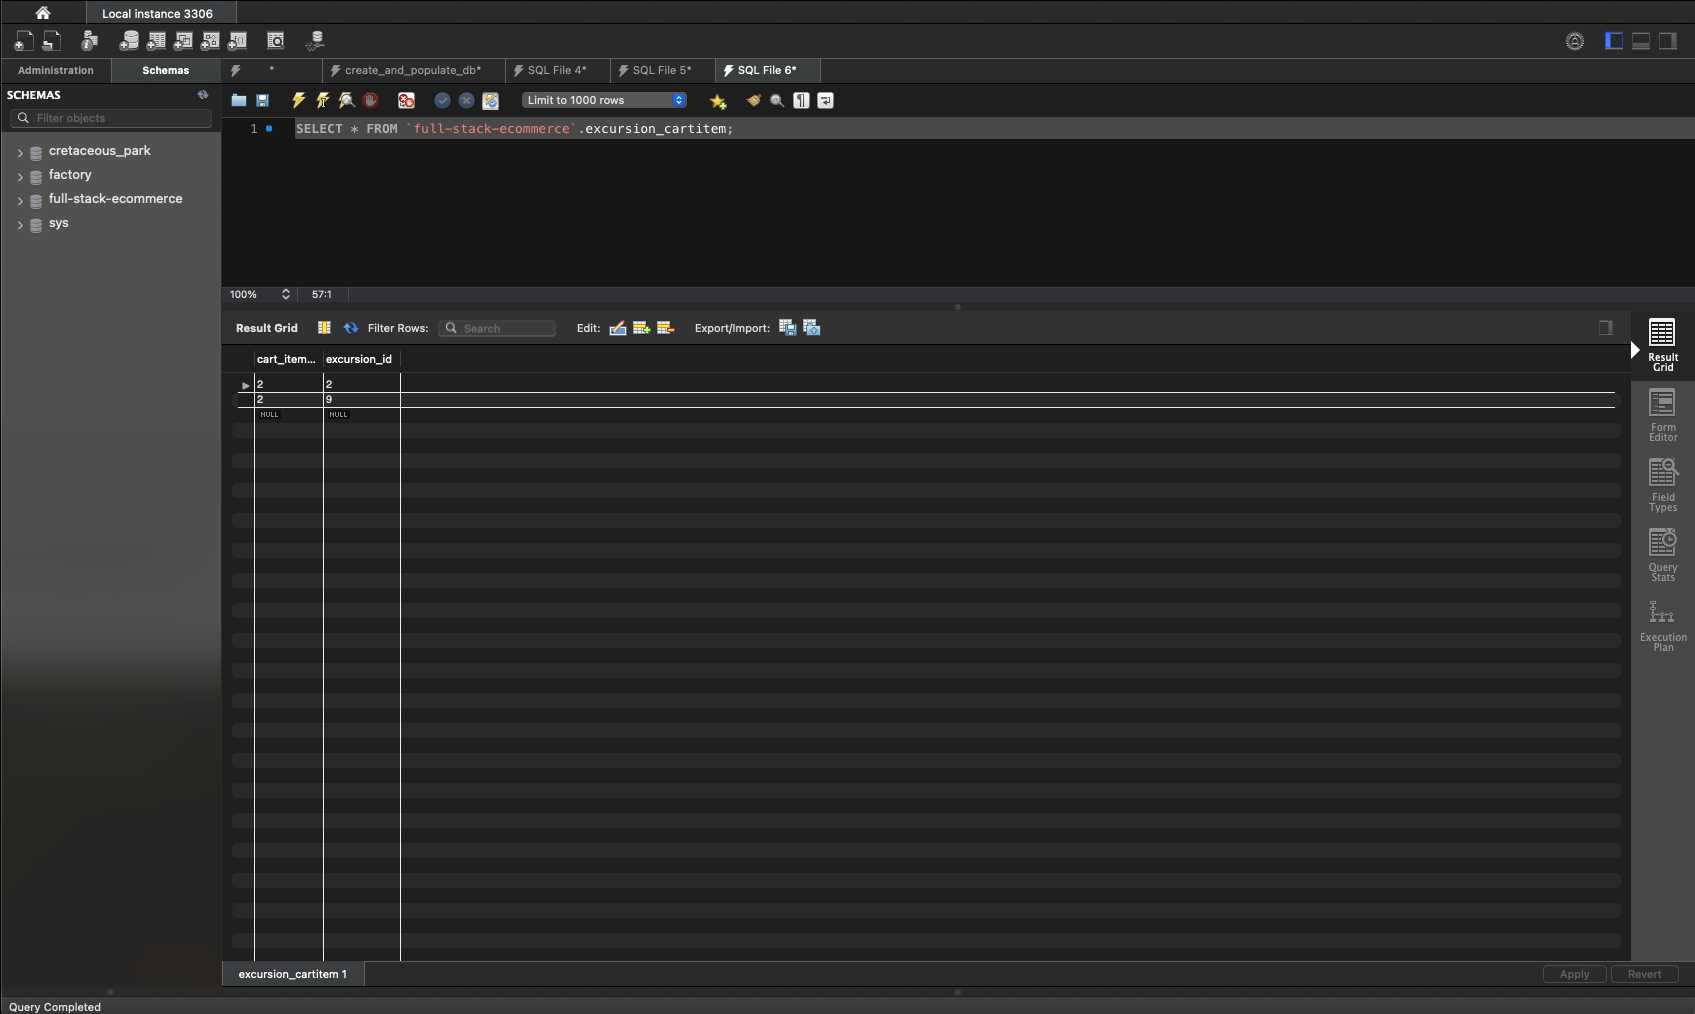 Local instance 3306
Administration
Schemas
*
create_and_populate_db*
SQL File 4*
SQL File 5*
SQL File 6*
SCHEMAS
Filter objects
cretaceous_park
factory
full-stack-ecommerce
sys
Limit to 1000 rows
1
SELECT * FROM `full-stack-ecommerce`.excursion_cartitem;
100%
57:1
Result Grid
Filter Rows:
Search
Edit:
Export/Import:
cart_item...
excursion_id
2
2
2
9
NULL
NULL
Result
Grid
Form
Editor
Field
Types
Query
Stats
Execution
Plan
excursion_cartitem 1
Apply
Revert
Query Completed